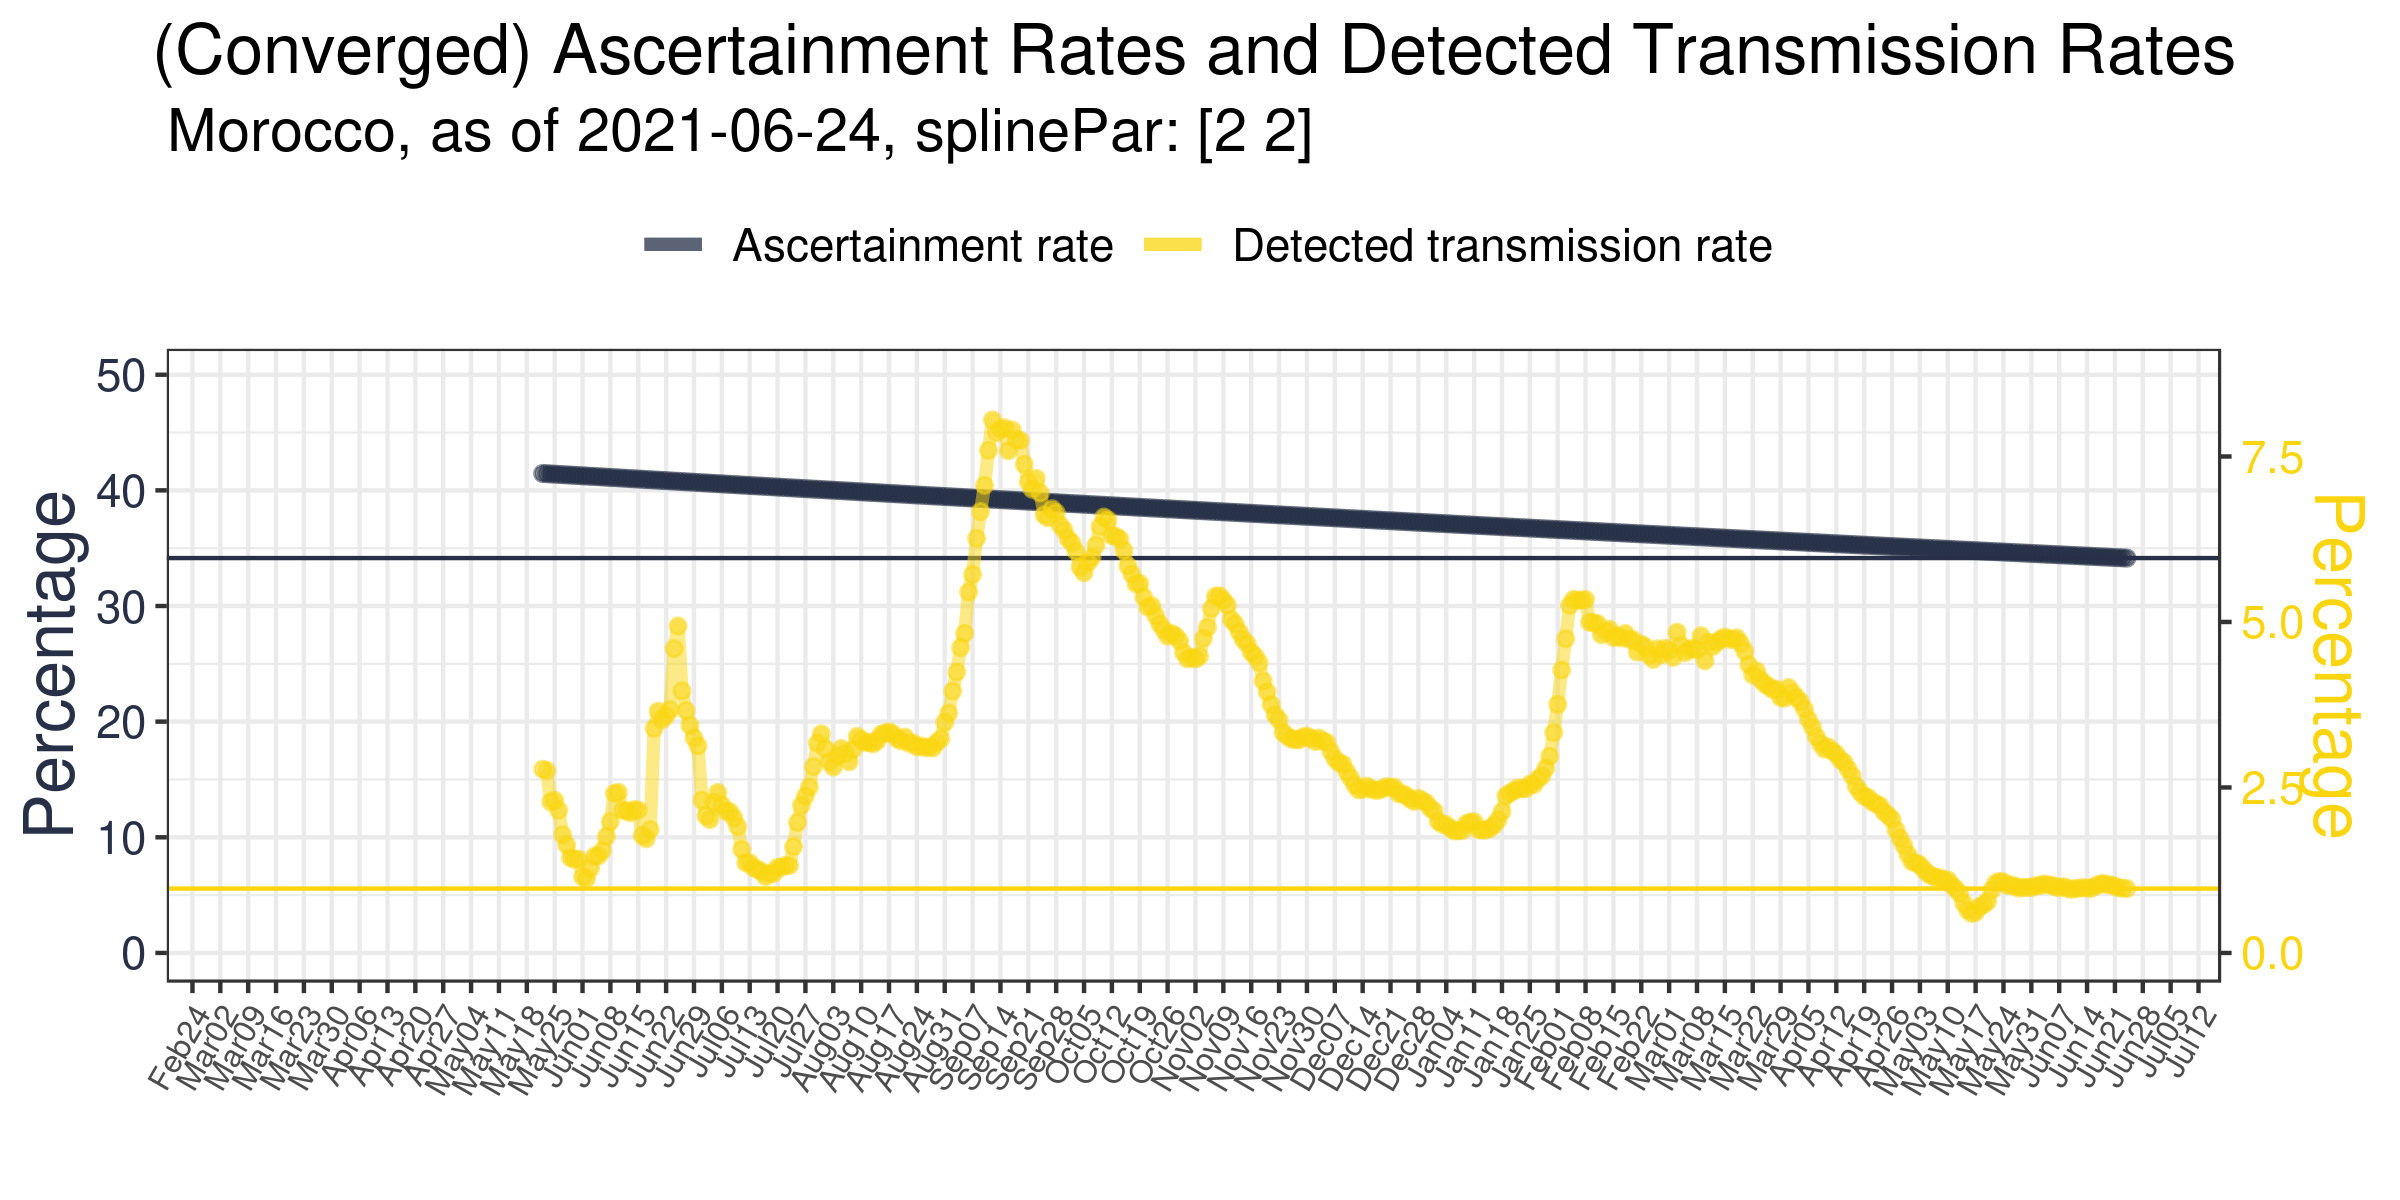 (Converged) Ascertainment Rates and Detected Transmission Rates
Morocco, as of 2021-06-24, splinePar: [2 2]
Ascertainment rate
Detected transmission rate
Percentage
50
40
30
20
10
0
7.5
5.0
2.5
0.0
Percentage
Feb24
Mar02
Mar09
Mar16
Mar23
Mar30
Apr06
Apr13
Apr20
Apr27
May04
May11
May18
May25
Jun01
Jun08
Jun15
Jun22
Jun29
Jul06
Jul13
Jul20
Jul27
Aug03
Aug10
Aug17
Aug24
Aug31
Sep07
Sep14
Sep21
Sep28
Oct05
Oct12
Oct19
Oct26
Nov02
Nov09
Nov16
Nov23
Nov30
Dec07
Dec14
Dec21
Dec28
Jan04
Jan11
Jan18
Jan25
Feb01
Feb08
Feb15
Feb22
Mar01
Mar08
Mar15
Mar22
Mar29
Apr05
Apr12
Apr19
Apr26
May03
May10
May17
May24
May31
Jun07
Jun14
Jun21
Jun28
Jul05
Jul12